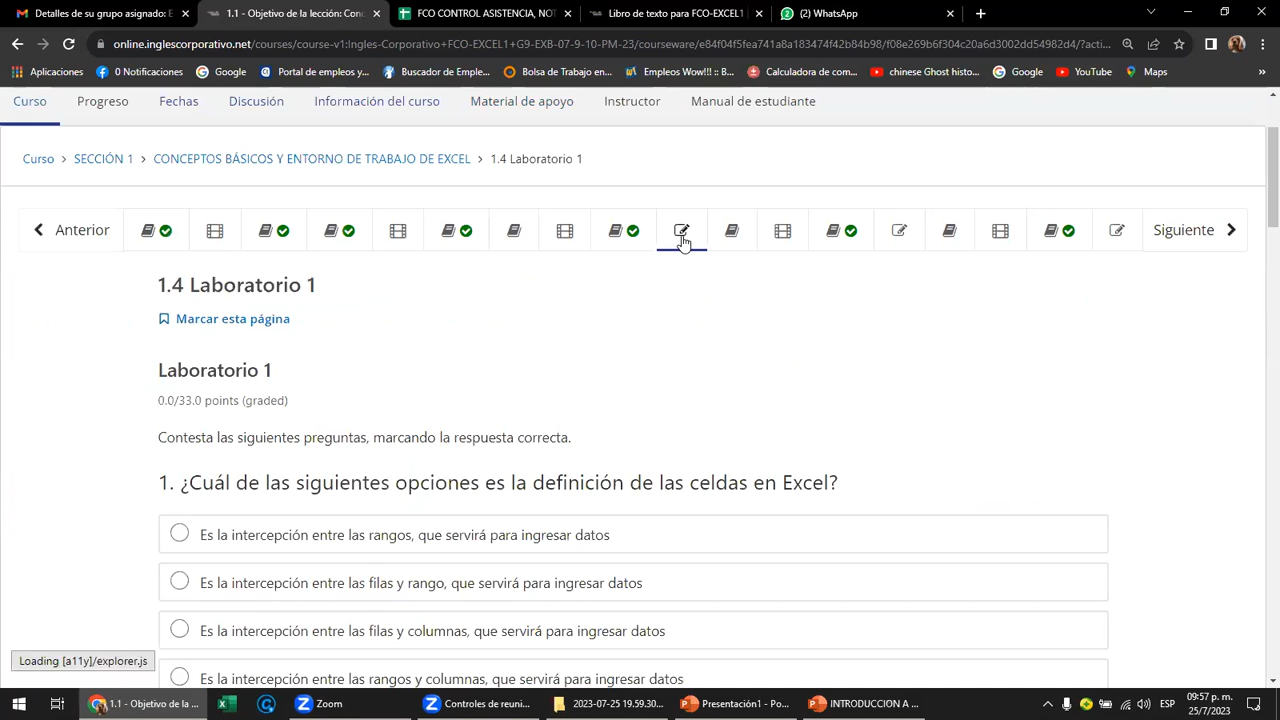 Detalles de su grupo asignado: E
1.1 - Objetivo de la lección: Con
FCO CONTROL ASISTENCIA, NOT
Libro de texto para FCO-EXCEL1
(2) WhatsApp
online.inglescorporativo.net/courses/course-v1:Ingles-Corporativo+FCO-EXCEL1+G9-EXB-07-9-10-PM-23/courseware/e84f04f5fea741a8a183474f42b84b98/f08e269b6f304c20a6d3002dd54982d4/?acti...
Aplicaciones
0 Notificaciones
Google
Portal de empleos y...
Buscador de Emple...
Bolsa de Trabajo en...
Empleos Wow!!! :: B...
Calculadora de com...
chinese Ghost histo...
Google
YouTube
Maps
»
Curso
Progreso
Fechas
Discusión
Información del curso
Material de apoyo
Instructor
Manual de estudiante
Curso > SECCIÓN 1 > CONCEPTOS BÁSICOS Y ENTORNO DE TRABAJO DE EXCEL > 1.4 Laboratorio 1
Anterior
Siguiente
1.4 Laboratorio 1
Marcar esta página
Laboratorio 1
0.0/33.0 points (graded)
Contesta las siguientes preguntas, marcando la respuesta correcta.
1. ¿Cuál de las siguientes opciones es la definición de las celdas en Excel?
Es la intercepción entre las rangos, que servirá para ingresar datos
Es la intercepción entre las filas y rango, que servirá para ingresar datos
Es la intercepción entre las filas y columnas, que servirá para ingresar datos
Es la intercepción entre las rangos y columnas, que servirá para ingresar datos
Loading [a11y]/explorer.js
1.1 - Objetivo de la ...
Zoom
Controles de reuni...
2023-07-25 19.59.30...
Presentación1 - Po...
INTRODUCCION A ...
ESP
09:57 p. m.
25/7/2023